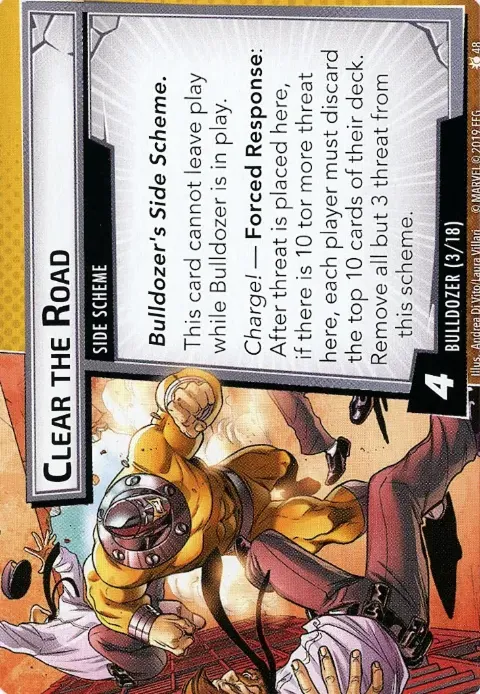 CLEAR THE ROAD
SIDE SCHEME
Bulldozer's Side Scheme.
This card cannot leave play
while Bulldozer is in play.
Charge! — Forced Response:
After threat is placed here,
if there is 10 tor more threat
here, each player must discard
the top 10 cards of their deck.
Remove all but 3 threat from
this scheme.
4
BULLDOZER (3/18)
Illus. Andrea Di Vito/Laura Villari © MARVEL © 2019 FFG 48